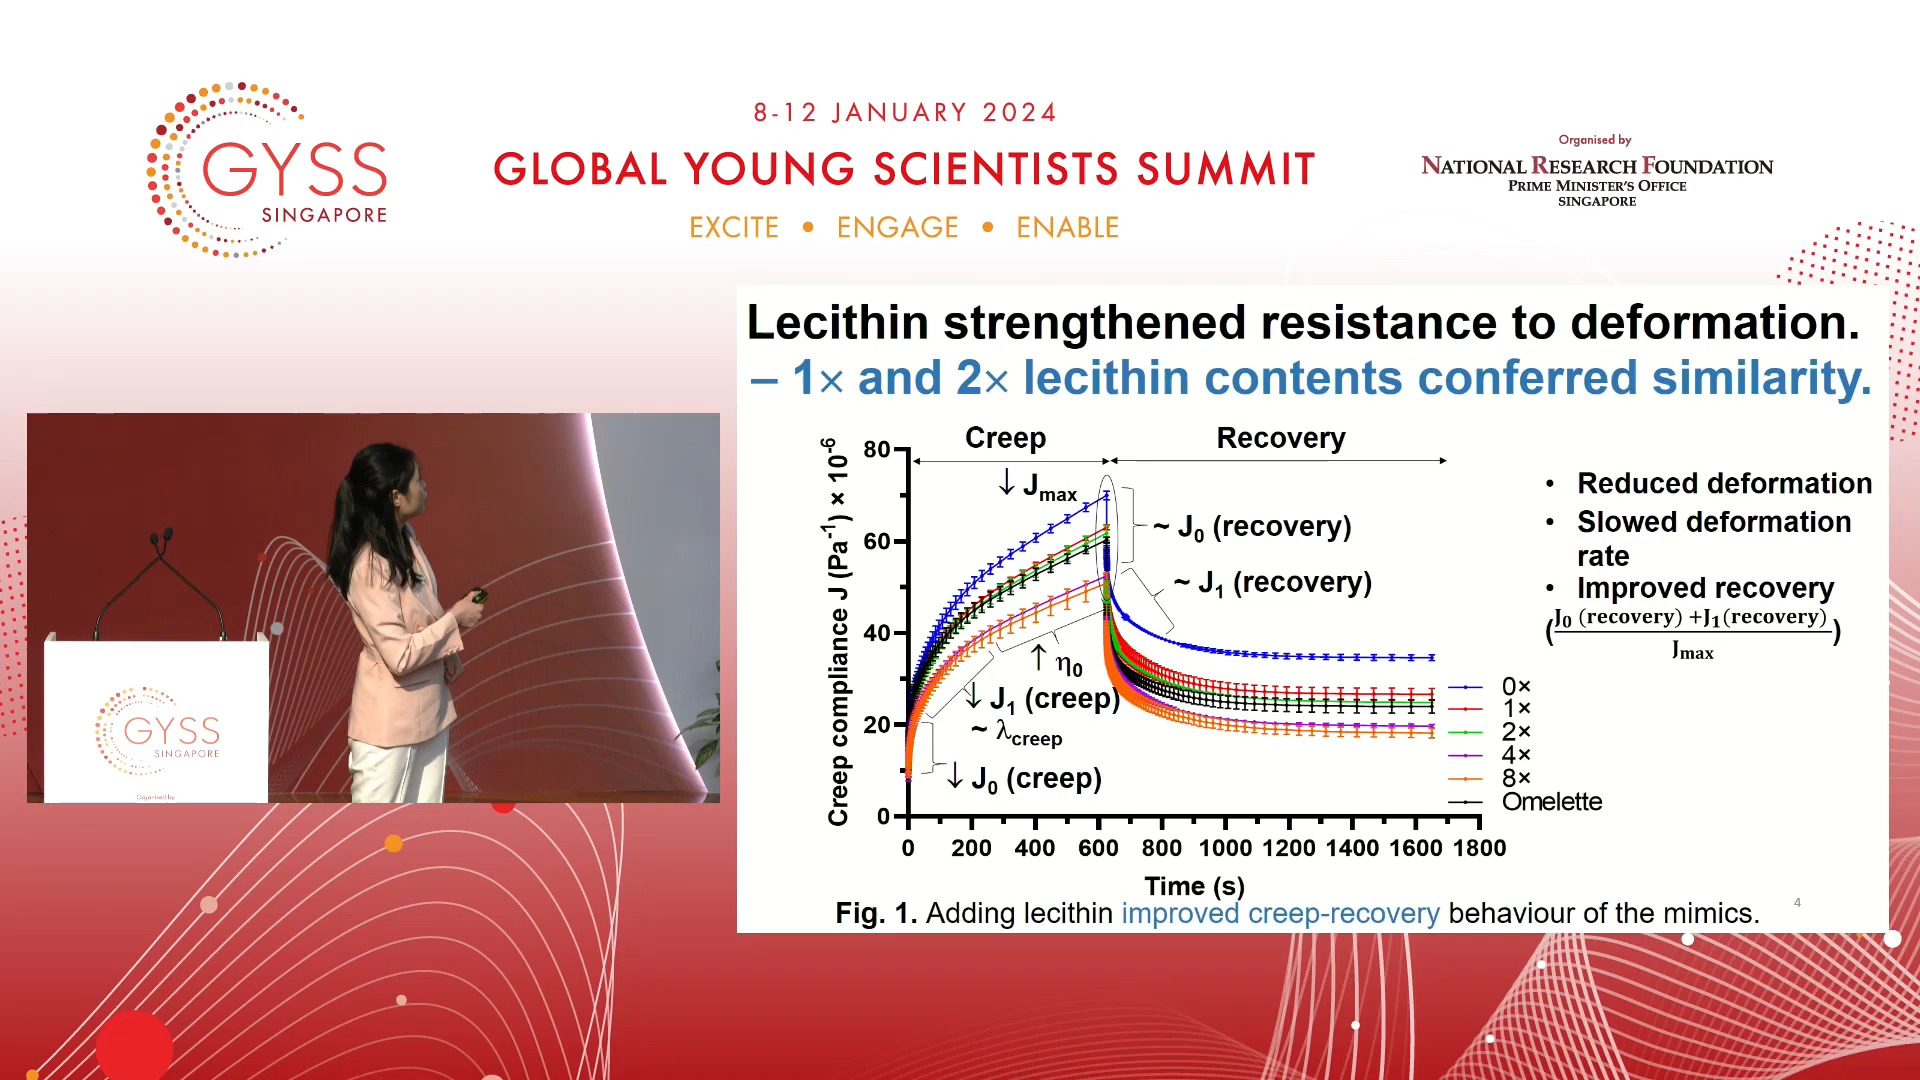 GYSS
SINGAPORE
8-12 JANUARY 2024
GLOBAL YOUNG SCIENTISTS SUMMIT
EXCITE • ENGAGE • ENABLE
Organised by
NATIONAL RESEARCH FOUNDATION
PRIME MINISTER'S OFFICE
SINGAPORE
Lecithin strengthened resistance to deformation.
– 1× and 2× lecithin contents conferred similarity.
Creep
Recovery
↓ Jmax
~ J0 (recovery)
~ J1 (recovery)
↑ η0
↓ J1 (creep)
~ λcreep
↓ J0 (creep)
Creep compliance J (Pa-1) × 10-6
80
60
40
20
0
0 200 400 600 800 1000 1200 1400 1600 1800
Time (s)
• Reduced deformation
• Slowed deformation
rate
• Improved recovery
(J0 (recovery) +J1(recovery)
Jmax)
0×
1×
2×
4×
8×
Omelette
Fig. 1. Adding lecithin improved creep-recovery behaviour of the mimics.
4
GYSS
SINGAPORE
Organised by